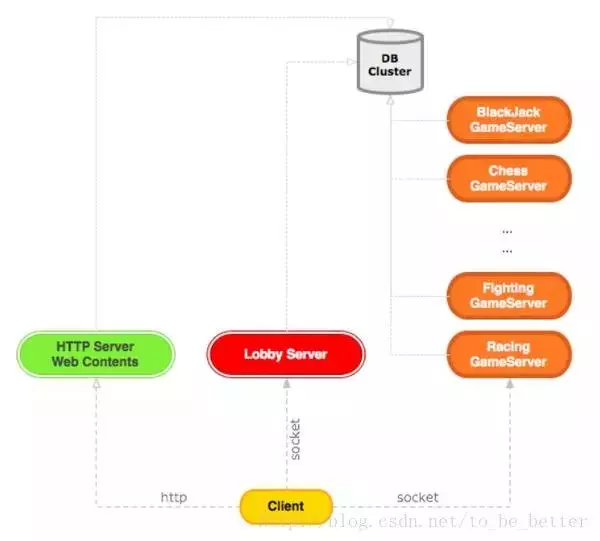 DB
Cluster
BlackJack
GameServer
Chess
GameServer
...
...
Fighting
GameServer
HTTP Server
Web Contents
Lobby Server
Racing
GameServer
socket
http
Client
socket
blog.csdn.net/to_be_better